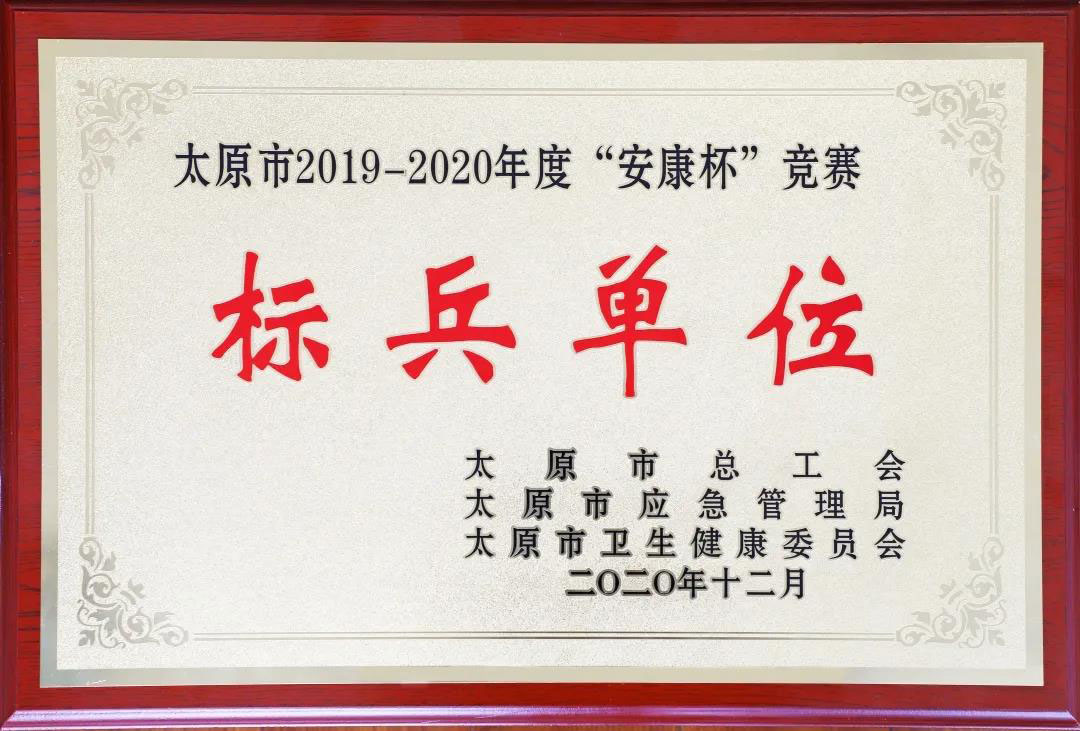 太原市2019-2020年度“安康杯”竞赛
标兵单位
太原市总工会
太原市应急管理局
太原市卫生健康委员会
二〇二〇年十二月